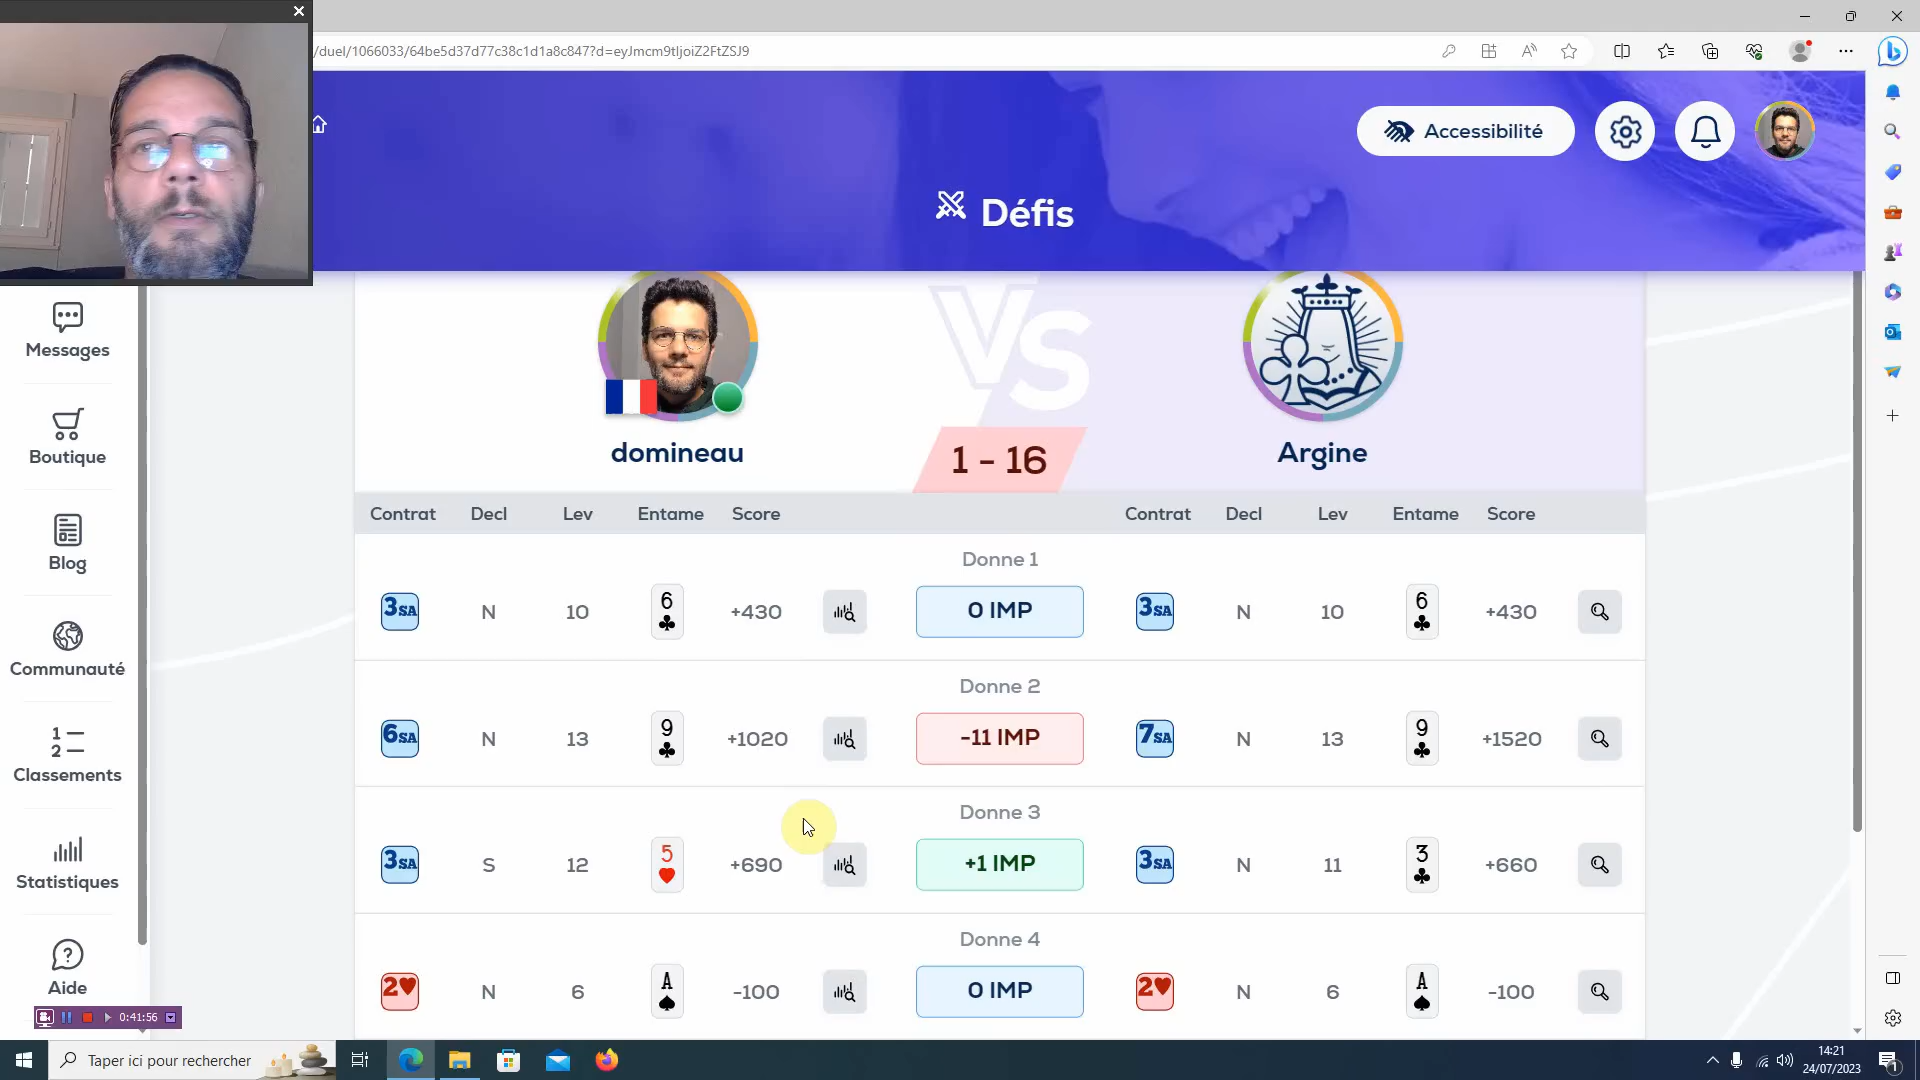 /duel/1066033/64be5d37d77c38c1d1a8c847?d=eyJmcm9tIjoiZ2FtZSJ9
Accessibilité
Défis
VS
domineau
1 - 16
Argine
Messages
Boutique
Blog
Communauté
1
2
Classements
Statistiques
Aide
Contrat Decl Lev Entame Score Contrat Decl Lev Entame Score
Donne 1
3SA N 10 6♣ +430 0 IMP 3SA N 10 6♣ +430
Donne 2
6SA N 13 9♣ +1020 -11 IMP 7SA N 13 9♣ +1520
Donne 3
3SA S 12 5♥ +690 +1 IMP 3SA N 11 3♣ +660
Donne 4
2♥ N 6 A♠ -100 0 IMP 2♥ N 6 A♠ -100
0:41:56
Taper ici pour rechercher
14:21
24/07/2023
1